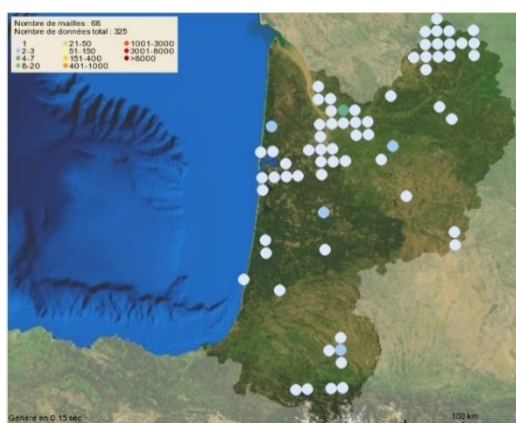 Nombre de mailles : 68
Nombre de données total : 325
1 21-50 1001-3000
2-3 51-150 3001-8000
4-7 151-400 >8000
8-20 401-1000
Généré en 0.15 sec
100 km